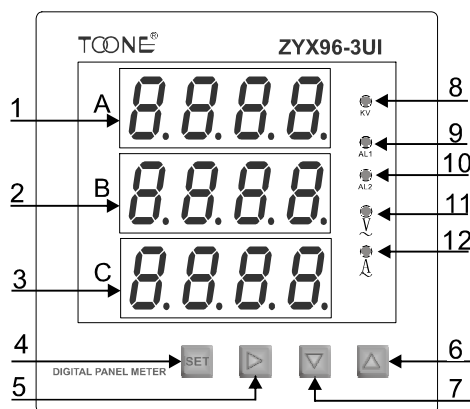 TOONE® ZYX96-3UI
1 A 8.8.8.8. KV 8
AL1 9
AL2 10
2 B 8.8.8.8. V 11
A 12
3 C 8.8.8.8.
4 SET 6
DIGITAL PANEL METER
5 7